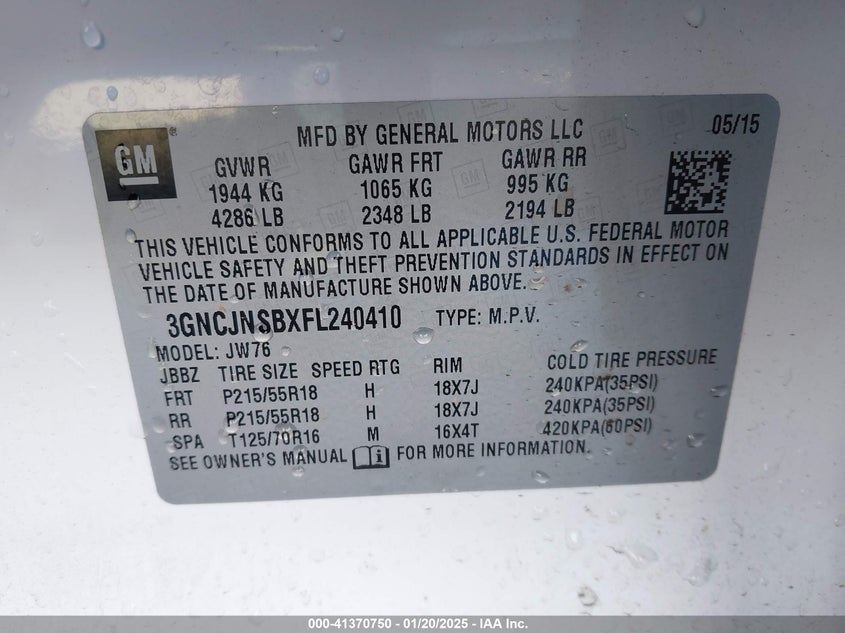 GM ®
MFD BY GENERAL MOTORS LLC 05/15
GVWR GAWR FRT GAWR RR
1944 KG 1065 KG 995 KG
4286 LB 2348 LB 2194 LB
THIS VEHICLE CONFORMS TO ALL APPLICABLE U.S. FEDERAL MOTOR
VEHICLE SAFETY AND THEFT PREVENTION STANDARDS IN EFFECT ON
THE DATE OF MANUFACTURE SHOWN ABOVE.
3GNCJNSBXFL240410 TYPE: M.P.V.
MODEL: JW76
JBBZ TIRE SIZE SPEED RTG RIM COLD TIRE PRESSURE
FRT P215/55R18 H 18X7J 240KPA(35PSI)
RR P215/55R18 H 18X7J 240KPA(35PSI)
SPA T125/70R16 M 16X4T 420KPA(60PSI)
SEE OWNER'S MANUAL FOR MORE INFORMATION.
000-41370750 — 01/20/2025 — IAA Inc.